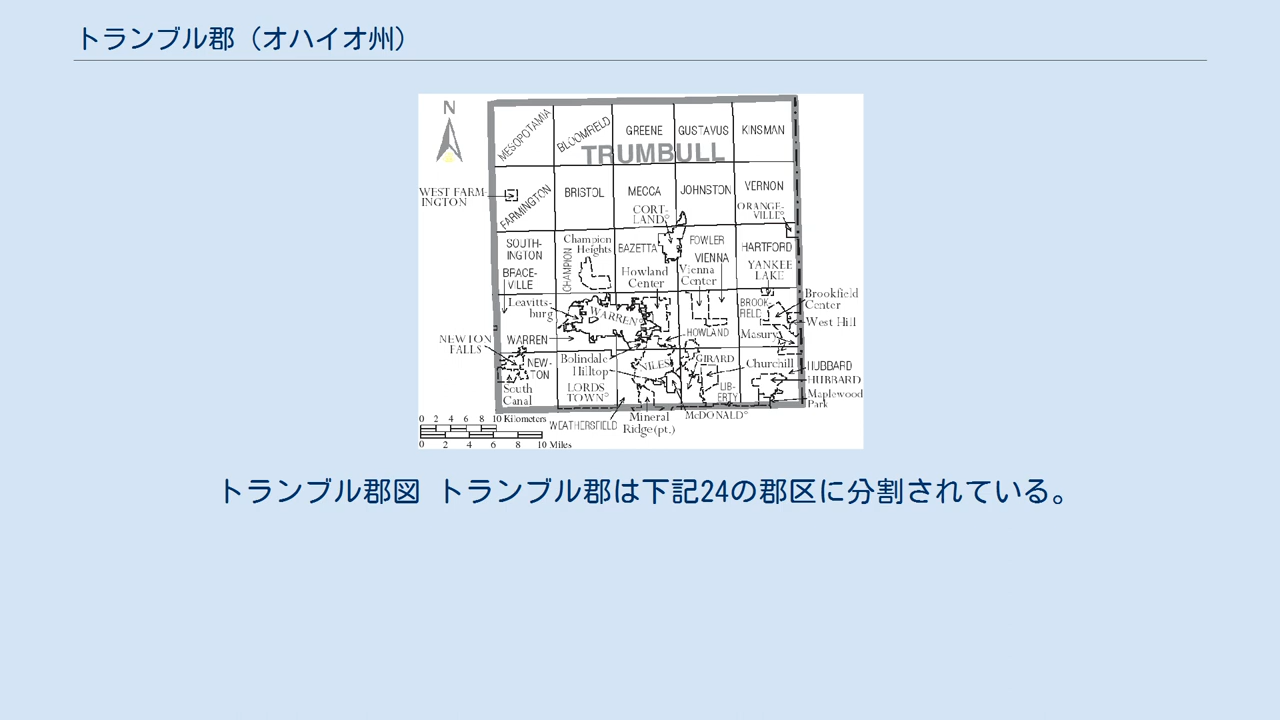 トランブル郡（オハイオ州）
N
MESOPOTAMIA
BLOOMFIELD
GREENE
GUSTAVUS
KINSMAN
TRUMBULL
WEST FARM-
INGTON
FARMINGTON
BRISTOL
MECCA
JOHNSTON
VERNON
CORT-
LAND°
ORANGE-
VILLE°
SOUTH-
INGTON
CHAMPION
Champion
Heights
BAZETTA
FOWLER
HARTFORD
VIENNA
YANKEE
LAKE
BRACE-
VILLE
Howland
Center
Vienna
Center
Leavitts-
burg
WARREN°
BROOK-
FIELD
Brookfield
Center
West Hill
NEWTON
FALLS
WARREN
HOWLAND
Masury
NEW-
TON
Bolindale
Hilltop
NILES
GIRARD
Churchill
HUBBARD
HUBBARD
South
Canal
LORDS
TOWN°
LIB-
ERTY
Maplewood
Park
0 2 4 6 8 10 Kilometers
0 2 4 6 8 10 Miles
WEATHERSFIELD
Mineral
Ridge(pt.)
McDONALD°
トランブル郡図 トランブル郡は下記24の郡区に分割されている。